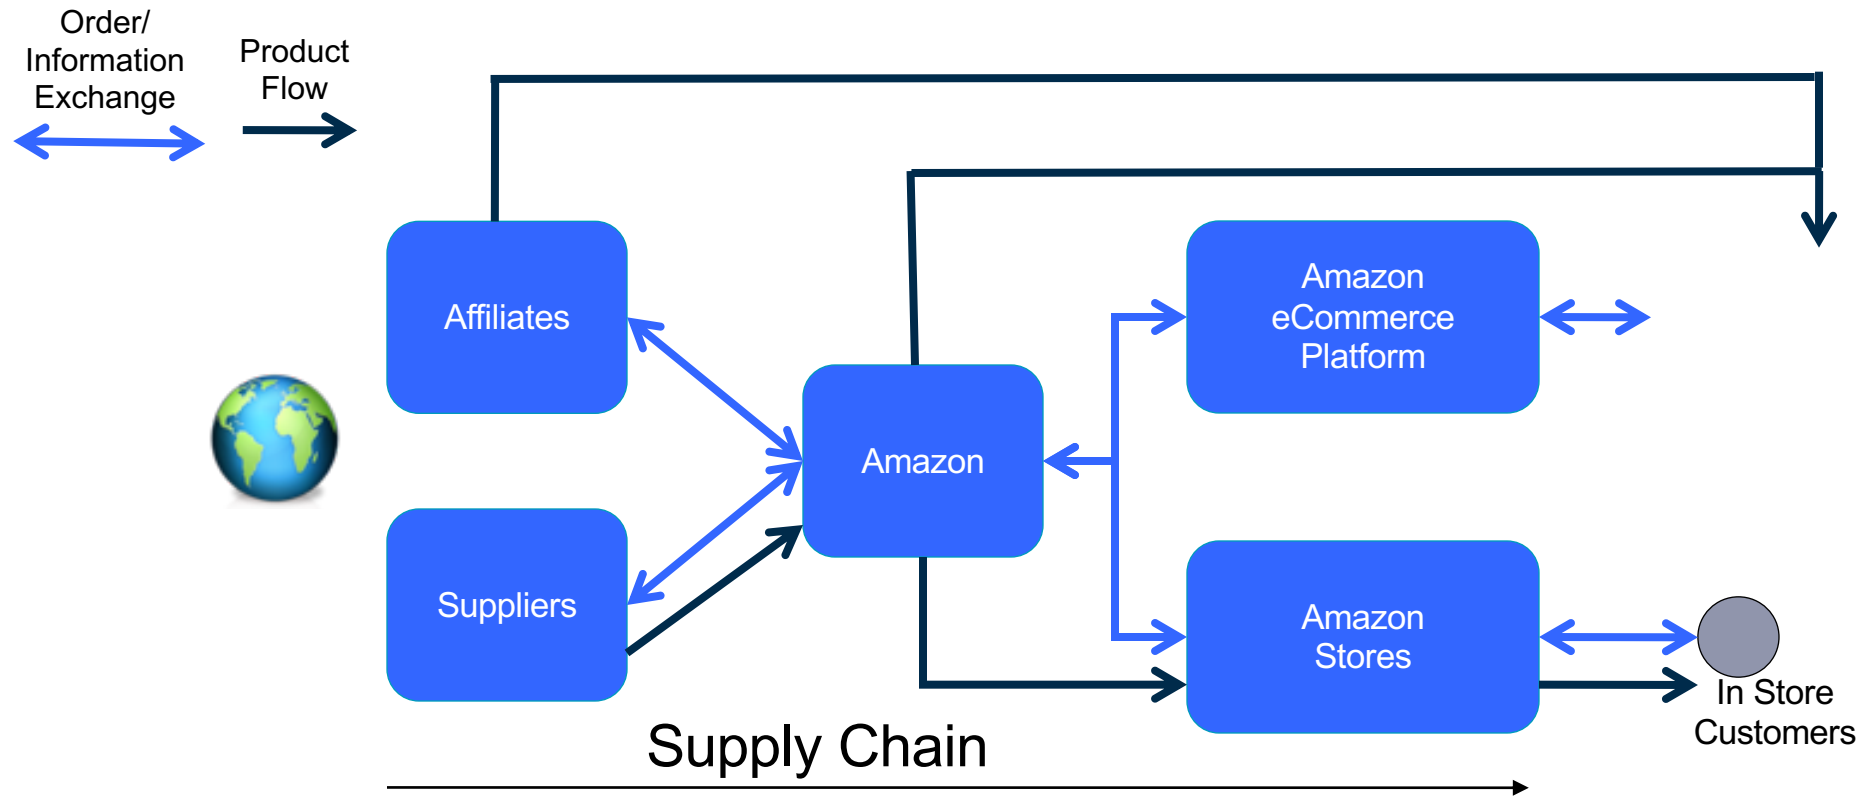 Order/
Information
Exchange
Product
Flow
Affiliates
Amazon
eCommerce
Platform
Amazon
Suppliers
Amazon
Stores
In Store
Customers
Supply Chain